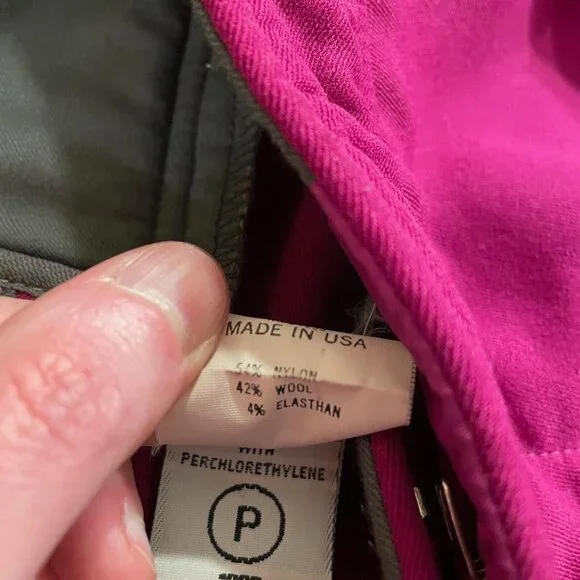 MADE IN USA
54% NYLON
42% WOOL
4% ELASTHAN
WITH
PERCHLORETHYLENE
P